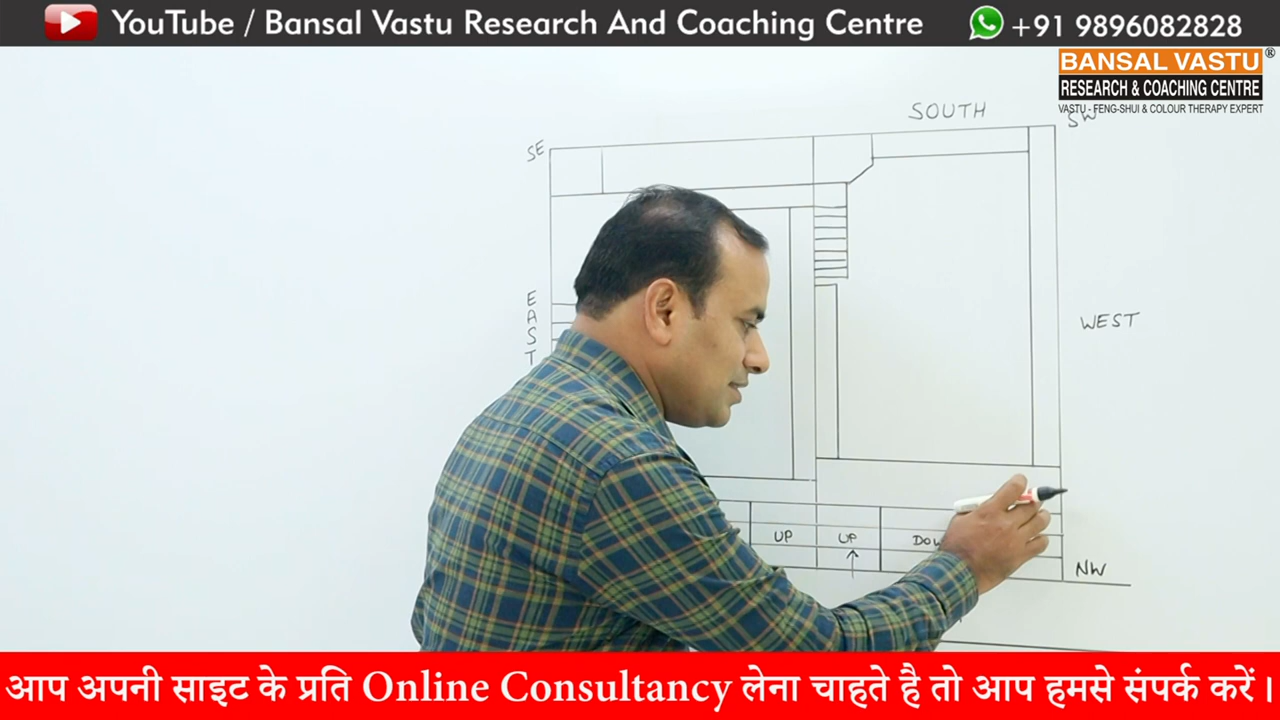 YouTube / Bansal Vastu Research And Coaching Centre
+91 9896082828
BANSAL VASTU®
RESEARCH & COACHING CENTRE
VASTU - FENG-SHUI & COLOUR THERAPY EXPERT
SOUTH
SW
SE
EAST
WEST
UP
UP
DOW
NW
आप अपनी साइट के प्रति Online Consultancy लेना चाहते है तो आप हमसे संपर्क करें।